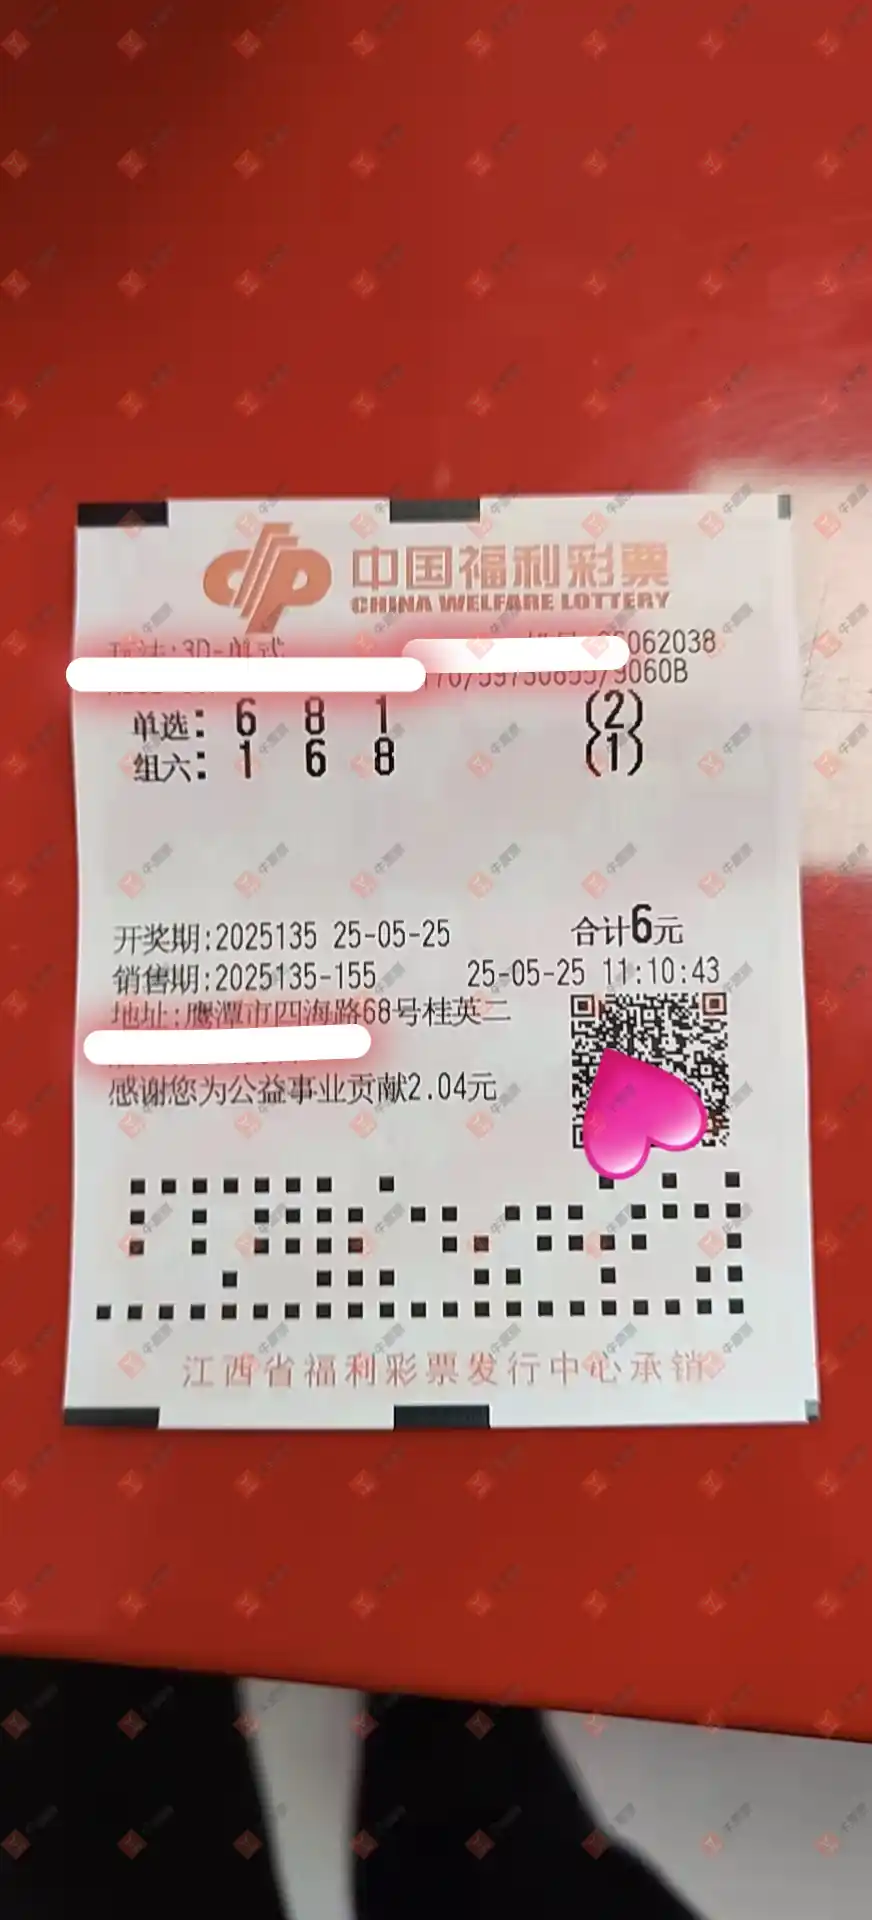 中国福利彩票
CHINA WELFARE LOTTERY
玩法:3D-单式 6062038
170/59730855/9060B
单选: 6 8 1 (2)
组六: 1 6 8 (1)
开奖期:2025135 25-05-25 合计6元
销售期:2025135-155 25-05-25 11:10:43
地址:鹰潭市四海路68号桂英二
感谢您为公益事业贡献2.04元
江西省福利彩票发行中心承销